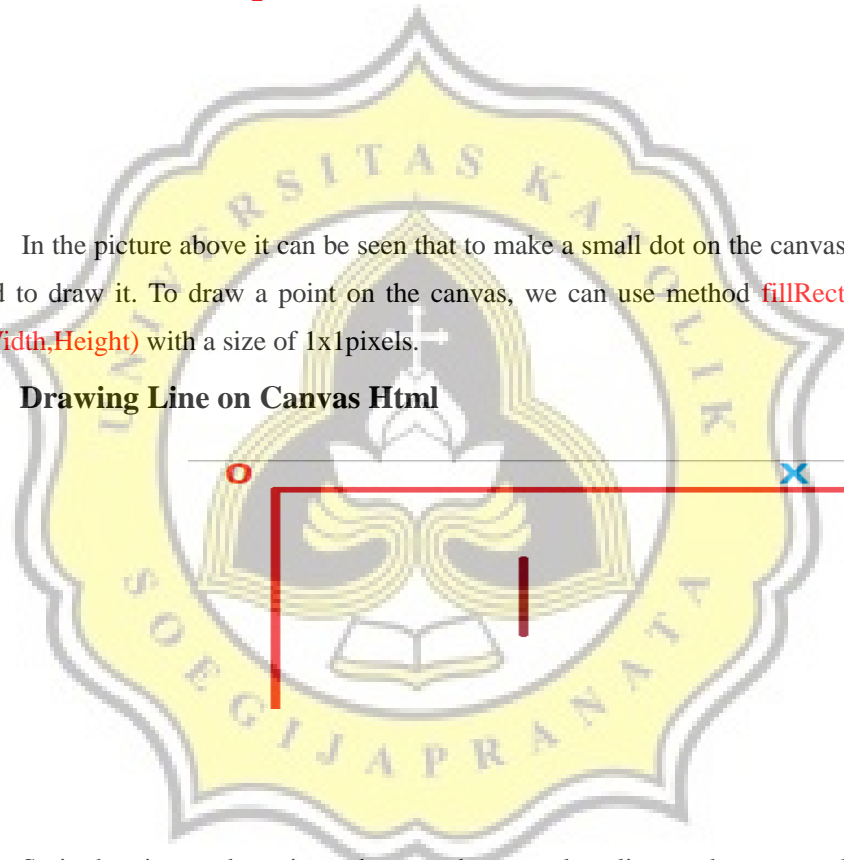 UNIVERSITAS KATOLIK
In the picture above it can be seen that to make a small dot on the canvas
d to draw it. To draw a point on the canvas, we can use method fillRect
Width,Height) with a size of 1x1pixels.
Drawing Line on Canvas Html
O X
SOEGIJAPRANATA